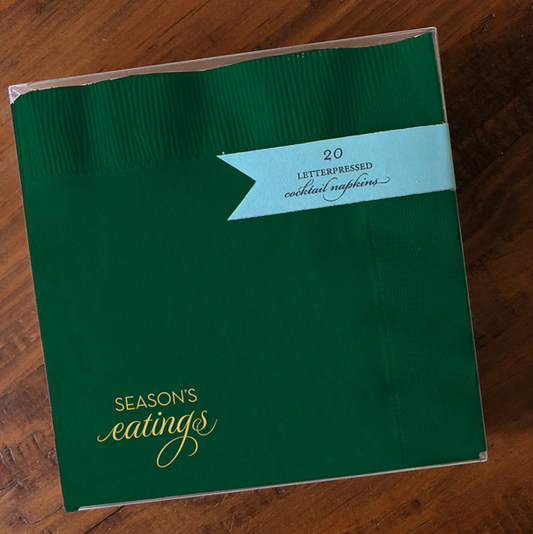 20
LETTERPRESSED
cocktail napkins
SEASON'S
eatings